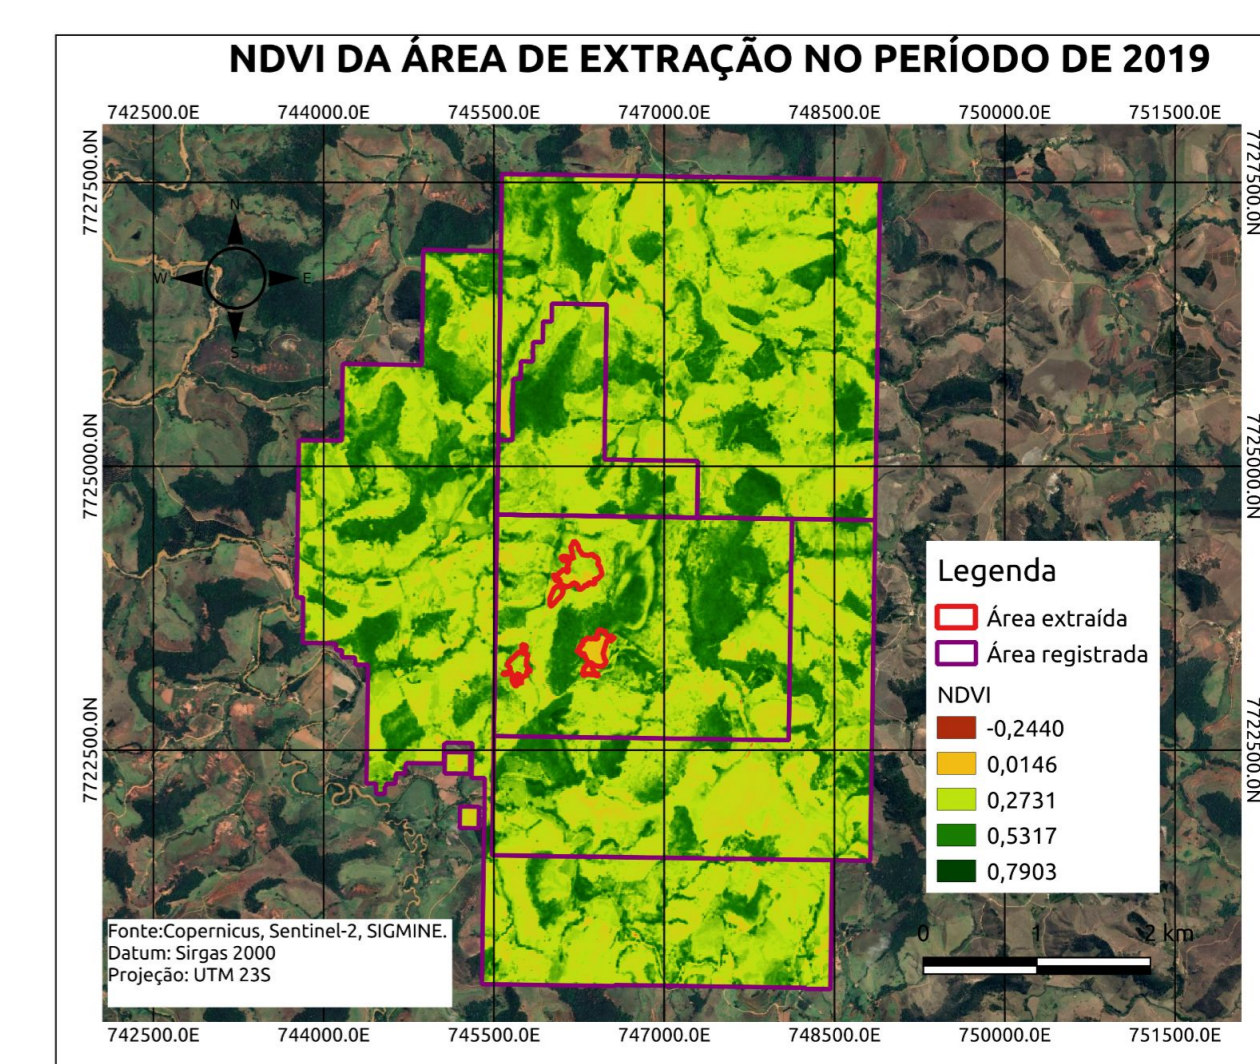 NDVI DA ÁREA DE EXTRAÇÃO NO PERÍODO DE 2019
742500.0E 744000.0E 745500.0E 747000.0E 748500.0E 750000.0E 751500.0E
7727500.0N
7727500.0N
N
W
E
S
7725000.0N
7725000.0N
Legenda
Área extraída
Área registrada
NDVI
-0,2440
0,0146
0,2731
0,5317
0,7903
7722500.0N
7722500.0N
Fonte:Copernicus, Sentinel-2, SIGMINE.
Datum: Sirgas 2000
Projeção: UTM 23S
0 1 2 km
742500.0E 744000.0E 745500.0E 747000.0E 748500.0E 750000.0E 751500.0E